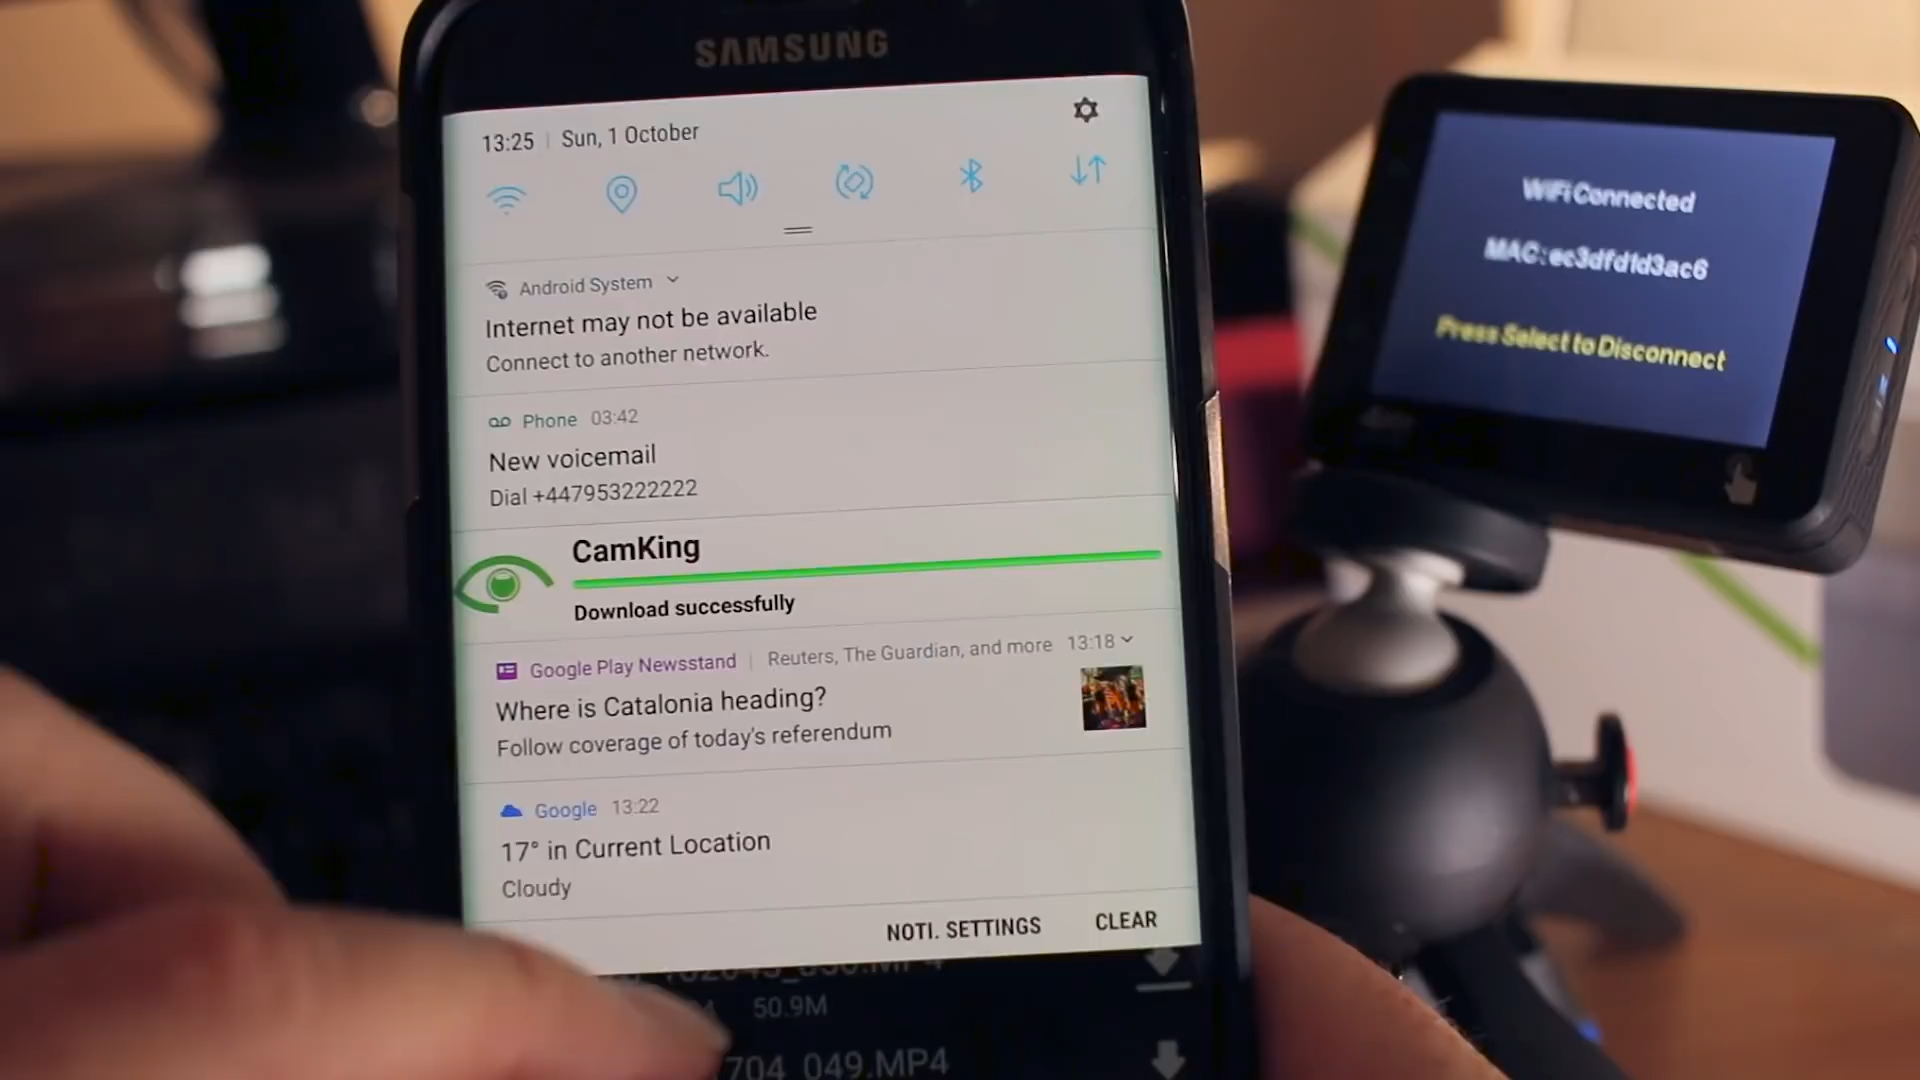 SAMSUNG
13:25 | Sun, 1 October
Android System
Internet may not be available
Connect to another network.
Phone 03:42
New voicemail
Dial +447953222222
CamKing
Download successfully
Google Play Newsstand | Reuters, The Guardian, and more 13:18
Where is Catalonia heading?
Follow coverage of today's referendum
Google 13:22
17° in Current Location
Cloudy
NOTI. SETTINGS CLEAR
50.9M
704_049.MP4
WiFi Connected
MAC:ec3dfd1d3ac6
Press Select to Disconnect